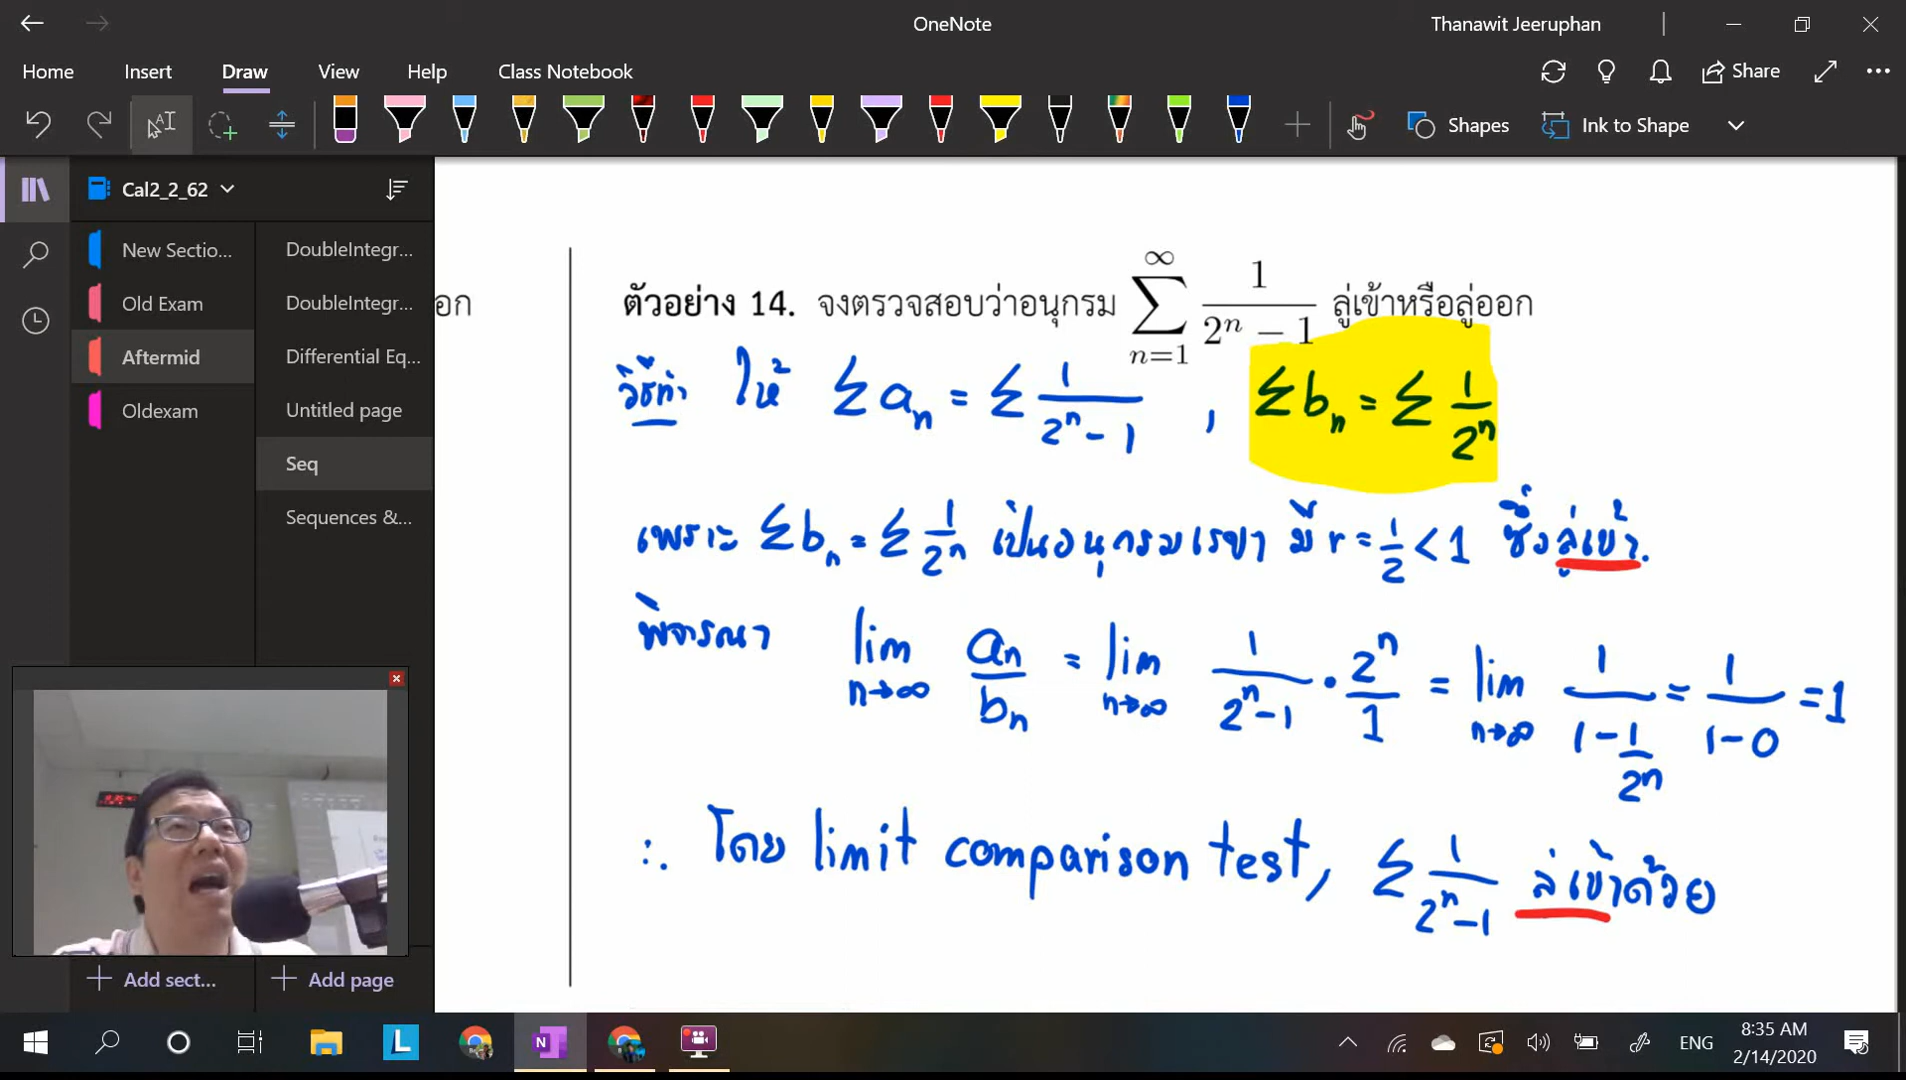 OneNote
Thanawit Jeeruphan
Home Insert Draw View Help Class Notebook
Share
Shapes
Ink to Shape
Cal2_2_62
New Sectio...
Old Exam
Aftermid
Oldexam
DoubleIntegr...
DoubleIntegr...
Differential Eq...
Untitled page
Seq
Sequences &...
Add sect...
Add page
อก
ตัวอย่าง 14. จงตรวจสอบว่าอนุกรม ∑_{n=1}^{∞} 1/(2^n − 1) ลู่เข้าหรือลู่ออก
วิธีทำ ให้ ∑ a_n = ∑ 1/(2^n − 1) , ∑ b_n = ∑ 1/2^n
เพราะ ∑ b_n = ∑ 1/2^n เป็นอนุกรมเรขา มี r = 1/2 < 1 ซึ่งลู่เข้า.
พิจารณา lim_{n→∞} a_n/b_n = lim_{n→∞} 1/(2^n − 1) · 2^n/1 = lim_{n→∞} 1/(1 − 1/2^n) = 1/(1 − 0) = 1
∴ โดย limit comparison test, ∑ 1/(2^n − 1) ลู่เข้าด้วย
ENG
8:35 AM
2/14/2020